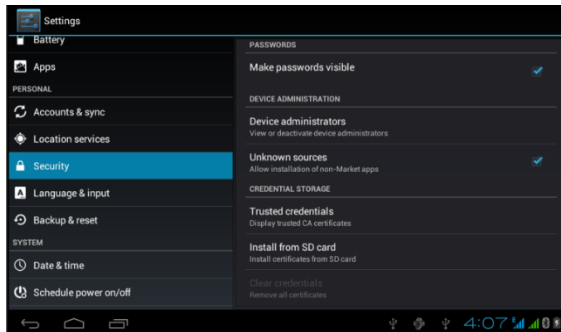 Settings
Battery
Apps
PERSONAL
Accounts & sync
Location services
Security
Language & input
Backup & reset
SYSTEM
Date & time
Schedule power on/off
PASSWORDS
Make passwords visible
DEVICE ADMINISTRATION
Device administrators
View or deactivate device administrators
Unknown sources
Allow installation of non-Market apps
CREDENTIAL STORAGE
Trusted credentials
Display trusted CA certificates
Install from SD card
Install certificates from SD card
Clear credentials
Remove all certificates
4:07